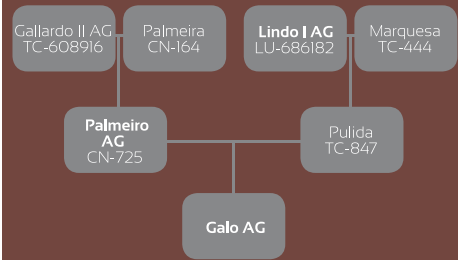 Gallardo II AG
TC-608916
Palmeira
CN-164
Lindo I AG
LU-686182
Marquesa
TC-444
Palmeiro
AG
CN-725
Pulida
TC-847
Galo AG